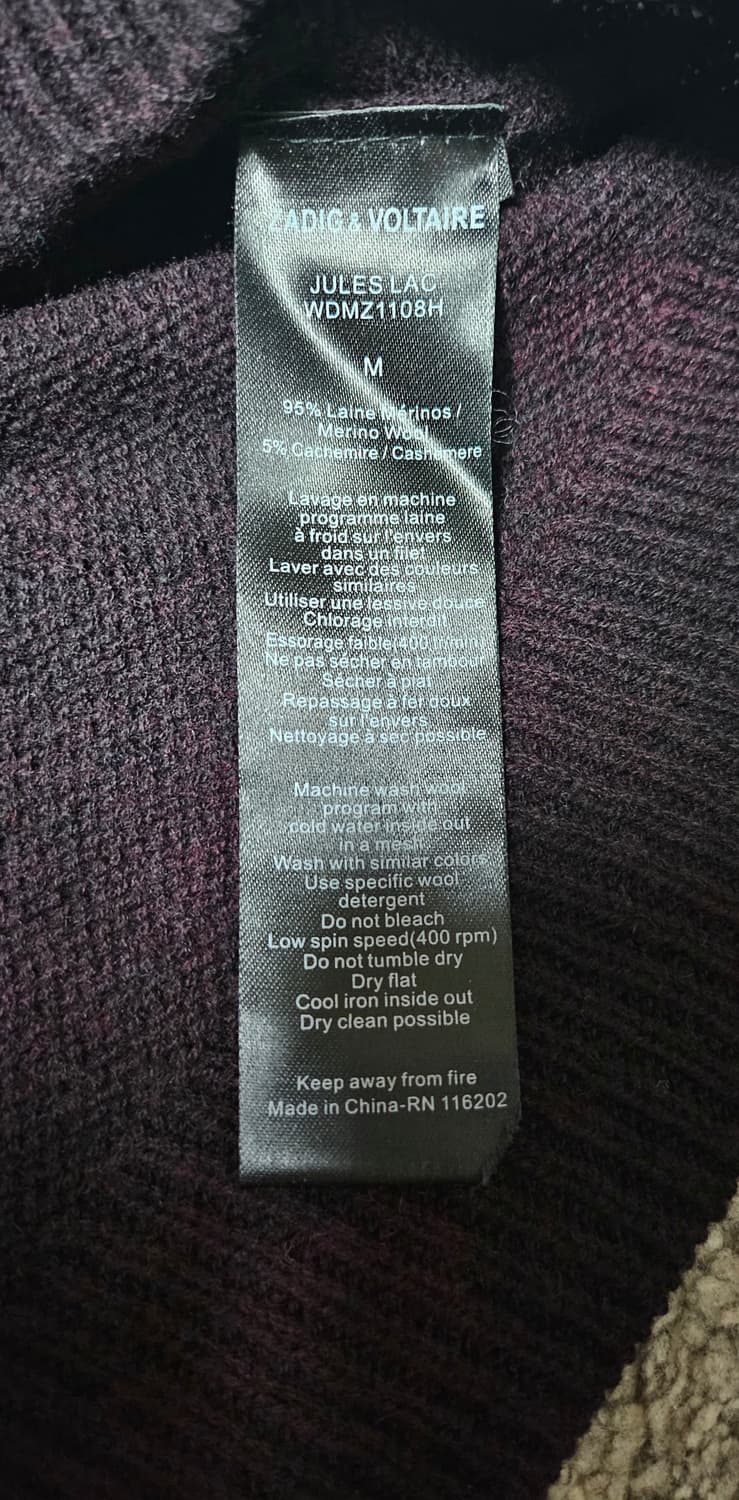 ZADIG & VOLTAIRE
JULES LAC
WDMZ1108H
M
95% Laine Mérinos /
Merino Wool
5% Cachemire / Cashmere
Lavage en machine
programme laine
à froid sur l'envers
dans un filet
Laver avec des couleurs
similaires
Utiliser une lessive douce
Chlorage interdit
Essorage faible(400 tr/min)
Ne pas sécher en tambour
Sécher à plat
Repassage à fer doux
sur l'envers
Nettoyage à sec possible
Machine wash wool
program with
cold water inside out
in a mesh
Wash with similar colors
Use specific wool
detergent
Do not bleach
Low spin speed(400 rpm)
Do not tumble dry
Dry flat
Cool iron inside out
Dry clean possible
Keep away from fire
Made in China-RN 116202